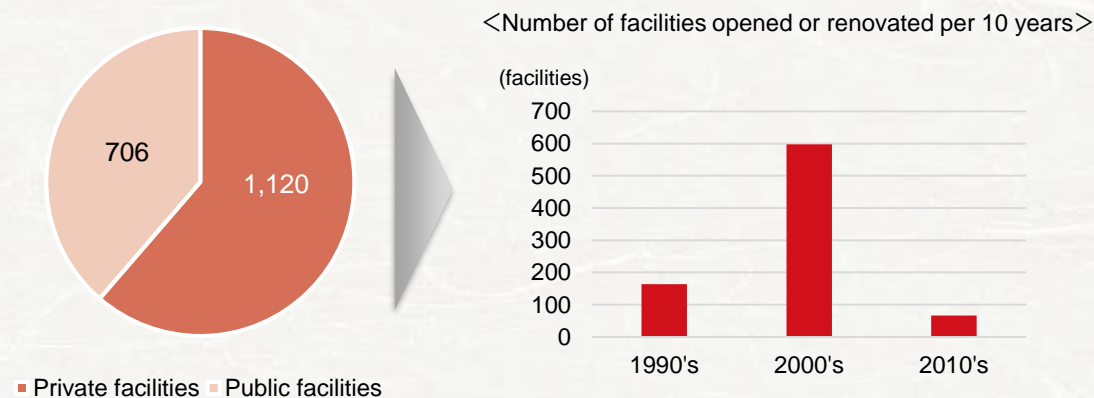 706
1,120
■ Private facilities ■ Public facilities
＜Number of facilities opened or renovated per 10 years＞
(facilities)
700
600
500
400
300
200
100
0
1990's 2000's 2010's